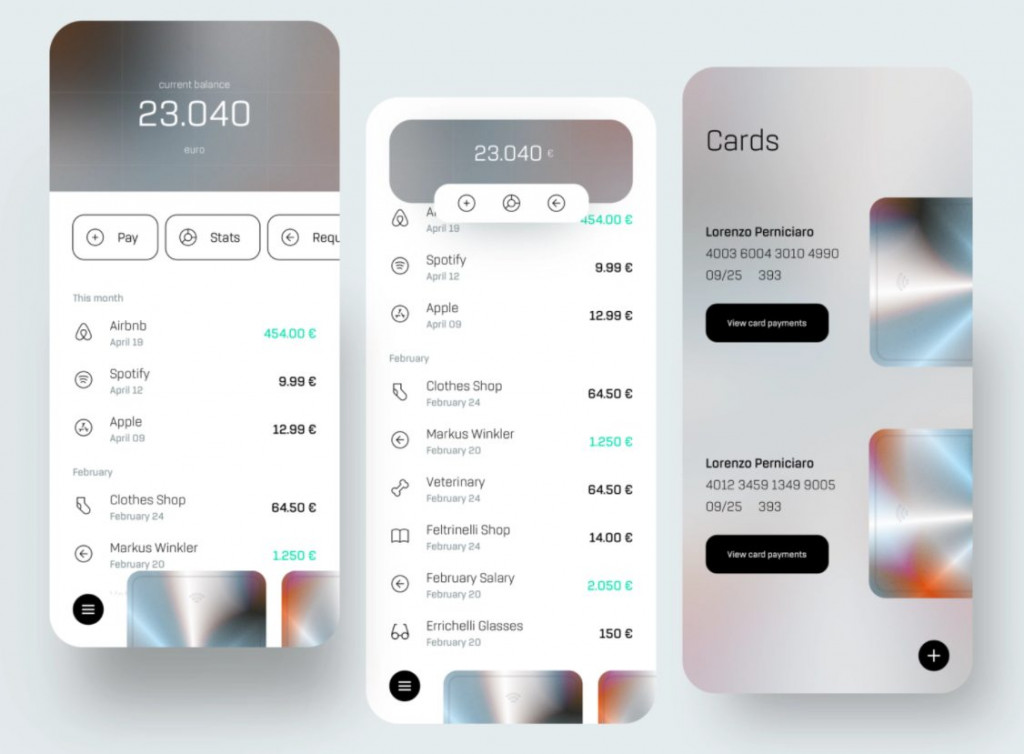 current balance
23.040
euro
Pay
Stats
Requ
This month
Airbnb
April 19
454.00 €
Spotify
April 12
9.99 €
Apple
April 09
12.99 €
February
Clothes Shop
February 24
64.50 €
Markus Winkler
February 20
1.250 €
23.040 €
A
April 19
454.00 €
Spotify
April 12
9.99 €
Apple
April 09
12.99 €
February
Clothes Shop
February 24
64.50 €
Markus Winkler
February 20
1.250 €
Veterinary
February 24
64.50 €
Feltrinelli Shop
February 24
14.00 €
February Salary
February 20
2.050 €
Errichelli Glasses
February 20
150 €
Cards
Lorenzo Perniciaro
4003 6004 3010 4990
09/25 393
View card payments
Lorenzo Perniciaro
4012 3459 1349 9005
09/25 393
View card payments